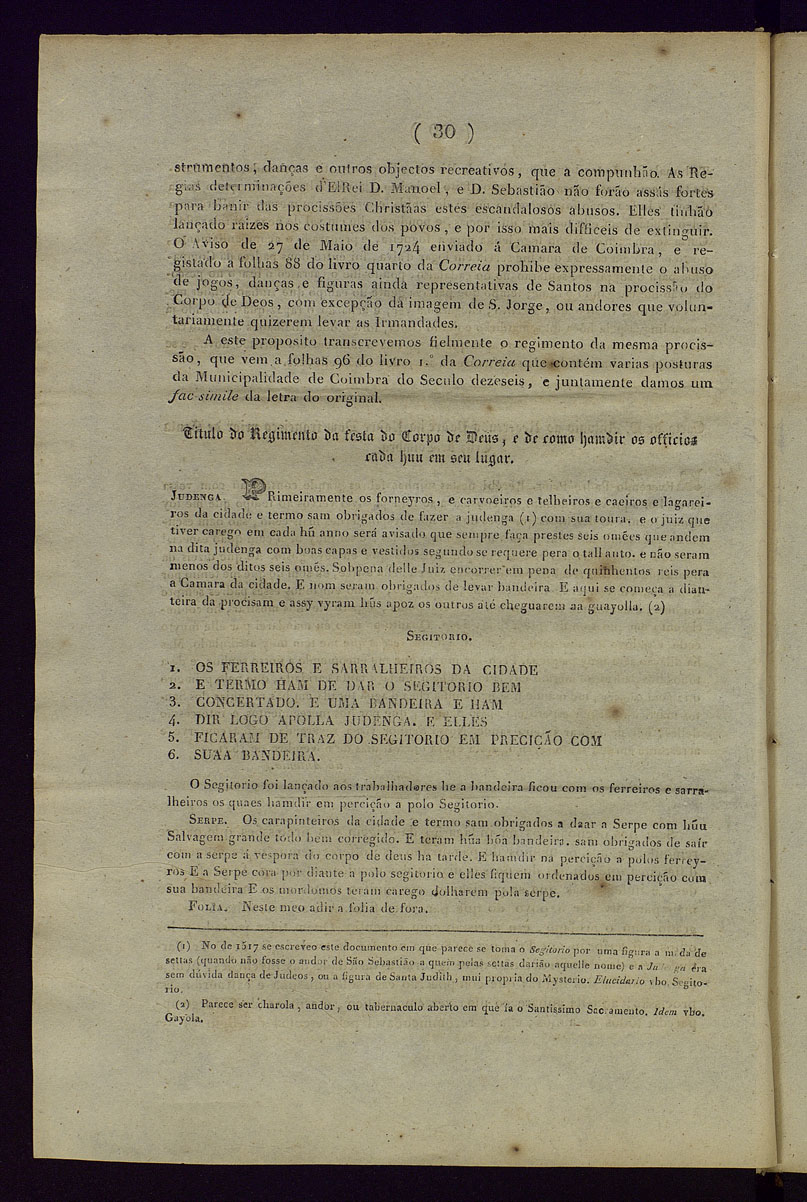 ( 30 )
strumentos, danças e outros objectos recreativos, que a compunhão. As Re-
gias determinações d'ElRei D. Manoel, e D. Sebastião não forão assás fortes
para banir das procissões Christãas estes escandalosos abusos. Elles tinhão
lançado raizes nos costumes dos povos, e por isso mais difficeis de extinguir.
O Aviso de 27 de Maio de 1724 enviado á Camara de Coimbra, e re-
gistado a folhas 88 do livro quarto da Correia prohibe expressamente o abuso
de jogos, danças e figuras ainda representativas de Santos na procissão do
Corpo de Deos, com excepção da imagem de S. Jorge, ou andores que volun-
tariamente quizerem levar as Irmandades.
A este proposito transcrevemos fielmente o regimento da mesma procis-
são, que vem a folhas 96 do livro 1.º da Correia que contém varias posturas
da Municipalidade de Coimbra do Seculo dezeseis, e juntamente damos um
fac simile da letra do original.
Titulo do Regimento da festa do Corpo de Deus, e de como hamdir os officios
cada huu em seu lugar.
JUDENGA PRimeiramente os forneyros, e carvoeiros e telheiros e caeiros e lagarei-
ros da cidade e termo sam obrigados de fazer a judenga (1) com sua toura. e o juiz que
tiver carego em cada hũ anno será avisado que sempre faça prestes seis omẽes que andem
na dita judenga com boas capas e vestidos segundo se requere pera o tall auto. e não seram
menos dos ditos seis omẽs. Sobpena delle Juiz encorrer em pena de quinhentos reis pera
a Camara da cidade. E nom seram obrigados de levar bandeira E aqui se começa a dian-
teira da procisam e assy vyram hũs apoz os outros até cheguarem aa guayolla. (2)
SEGITORIO.
1. OS FERREIROS E SARRALHEIROS DA CIDADE
2. E TERMO HAM DE DAR O SEGITORIO BEM
3. CONCERTADO. E UMA BANDEIRA E HAM
4. DIR LOGO APOLLA JUDENGA. E ELLES
5. FICARAM DE TRAZ DO SEGITORIO EM PRECIÇÃO COM
6. SUAA BANDEIRA.
O Segitorio foi lançado aos trabalhadores he a bandeira ficou com os ferreiros e sarra-
lheiros os quaes hamdir em perciçào a polo Segitorio.
SERPE. Os carapinteiros da cidade e termo sam obrigados a daar a Serpe com hũu
Salvagem grande todo bem corregido. E teram hũa bõa bandeira. sam obrigados de saír
com a serpe á vespora do corpo de deus ha tarde. E hamdir na perciçào a polos ferrey-
ros E a Serpe cora por diante a polo segitorio e elles fiquem ordenados em perciçào com
sua bandeira E os mordomos teram carego dolharem pola serpe.
FOLIA. Neste meo adir a folia de fora.
(1) No de 1517 se escreveo este documento em que parece se toma o Segitorio por uma figura a mda de
settas (quando não fosse o andor de São Sebastião a quem pelas settas darião aquelle nome) e a era
sem dúvida dança de Judeos, ou a figura de Santa Judith, mui propria do Mysterio. Elucidario vbo. Segito-
rio.
(2) Parece ser charola, andor, ou tabernaculo aberto em que ia o Santissimo Sacramento. Idem vbo.
Gayola.